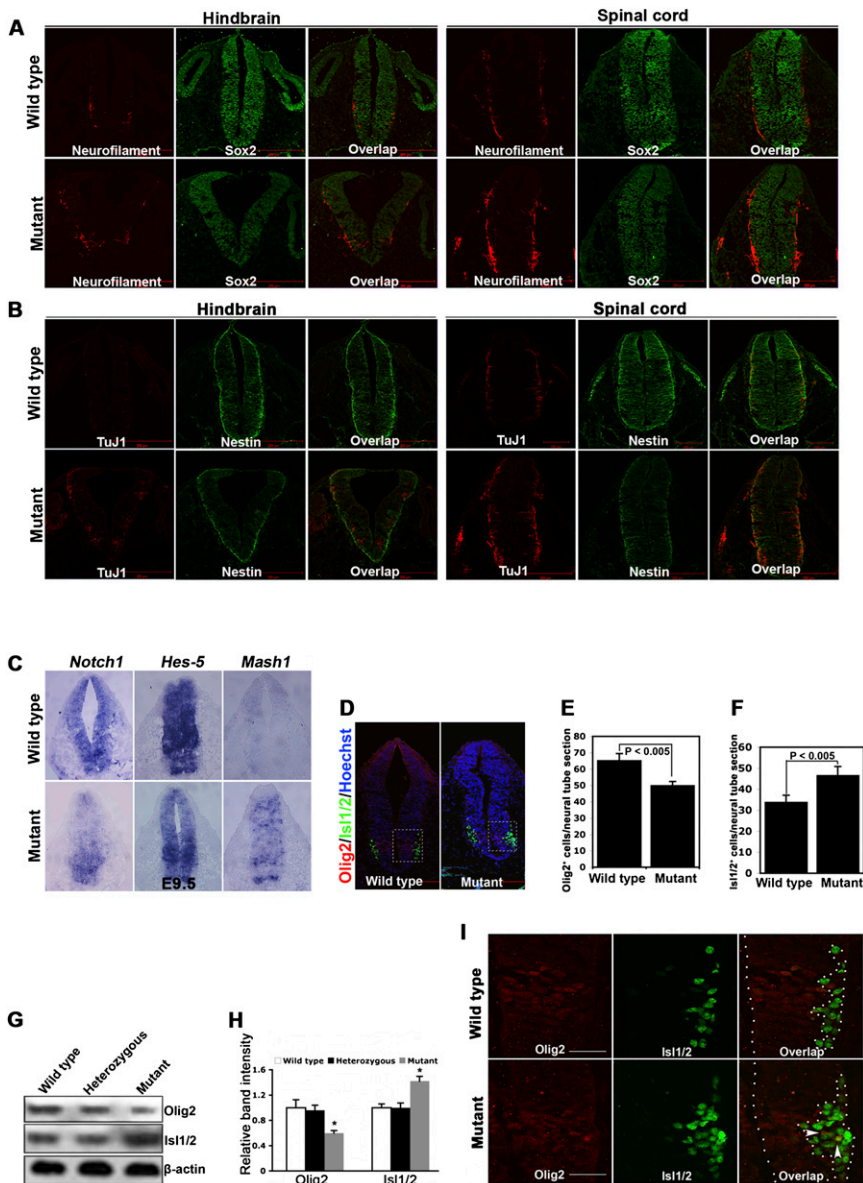 A
Hindbrain
Spinal cord
Wild type
Neurofilament
Sox2
Overlap
Neurofilament
Sox2
Overlap
Mutant
Neurofilament
Sox2
Overlap
Neurofilament
Sox2
Overlap
B
Hindbrain
Spinal cord
Wild type
TuJ1
Nestin
Overlap
TuJ1
Nestin
Overlap
Mutant
TuJ1
Nestin
Overlap
TuJ1
Nestin
Overlap
C
Notch1
Hes-5
Mash1
Wild type
Mutant
E9.5
D
Olig2/Isl1/2/Hoechst
Wild type
Mutant
E
Olig2+ cells/neural tube section
80
70
60
50
40
30
20
10
0
P < 0.005
Wild type
Mutant
F
Isl1/2+ cells/neural tube section
60
50
40
30
20
10
0
P < 0.005
Wild type
Mutant
G
Wild type
Heterozygous
Mutant
Olig2
Isl1/2
β-actin
H
Relative band intensity
Wild type
Heterozygous
Mutant
1.6
1.2
0.8
0.4
0
*
*
Olig2
Isl1/2
I
Wild type
Olig2
Isl1/2
Overlap
Mutant
Olig2
Isl1/2
Overlap